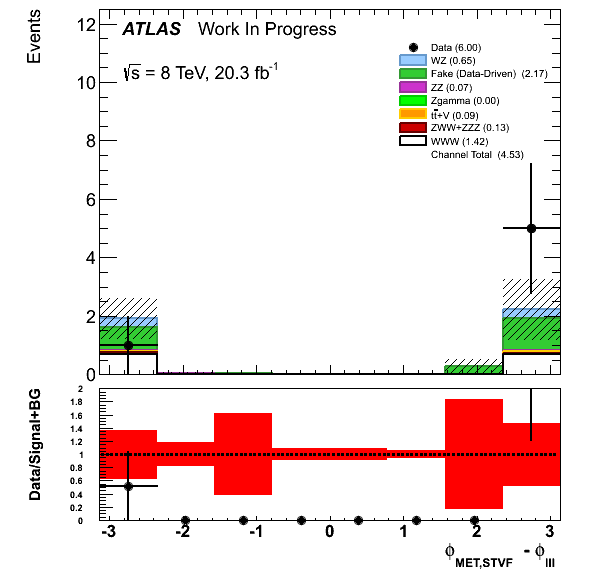 Events
12
10
8
6
4
2
0
ATLAS Work In Progress
√s = 8 TeV, 20.3 fb⁻¹
Data (6.00)
WZ (0.65)
Fake (Data-Driven) (2.17)
ZZ (0.07)
Zgamma (0.00)
tt̄+V (0.09)
ZWW+ZZZ (0.13)
WWW (1.42)
Channel Total (4.53)
Data/Signal+BG
2
1.8
1.6
1.4
1.2
1
0.8
0.6
0.4
0.2
0
-3 -2 -1 0 1 2 3
ϕMET,STVF - ϕlll